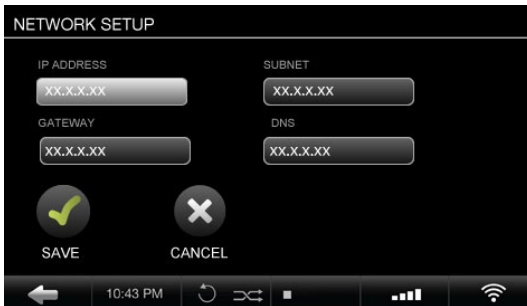 NETWORK SETUP
IP ADDRESS SUBNET
XX.X.X.XX XX.X.X.XX
GATEWAY DNS
XX.X.X.XX XX.X.X.XX
SAVE CANCEL
10:43 PM